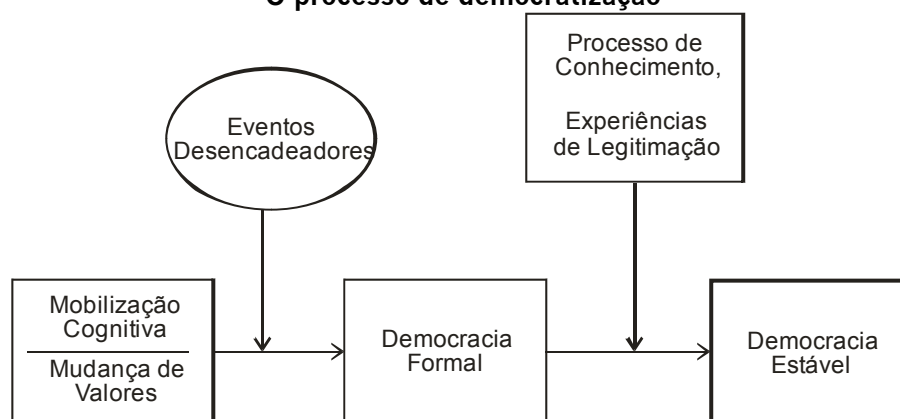 O processo de democratização
Processo de
Conhecimento,
Experiências
de Legitimação
Eventos
Desencadeadores
Mobilização
Cognitiva
Mudança de
Valores
Democracia
Formal
Democracia
Estável